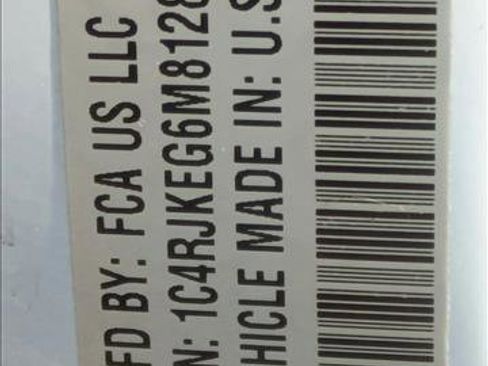 FD BY: FCA US LLC
N: 1C4RJKEG6M8128
HICLE MADE IN: U.S